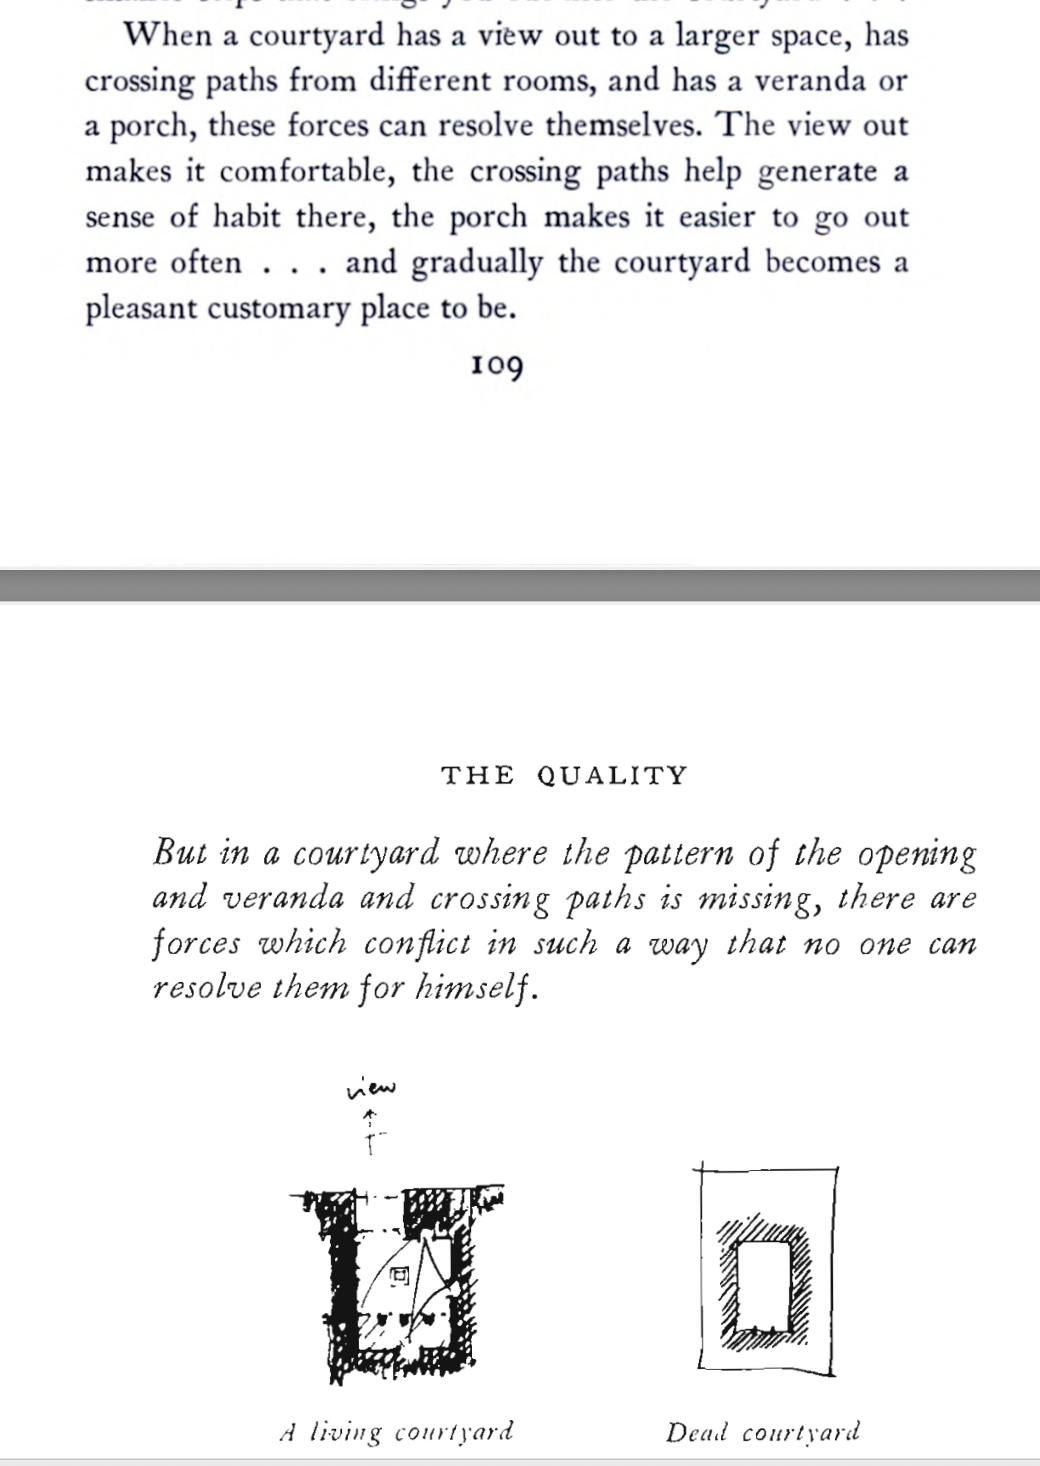 When a courtyard has a view out to a larger space, has
crossing paths from different rooms, and has a veranda or
a porch, these forces can resolve themselves. The view out
makes it comfortable, the crossing paths help generate a
sense of habit there, the porch makes it easier to go out
more often . . . and gradually the courtyard becomes a
pleasant customary place to be.
109
THE QUALITY
But in a courtyard where the pattern of the opening
and veranda and crossing paths is missing, there are
forces which conflict in such a way that no one can
resolve them for himself.
view
A living courtyard
Dead courtyard